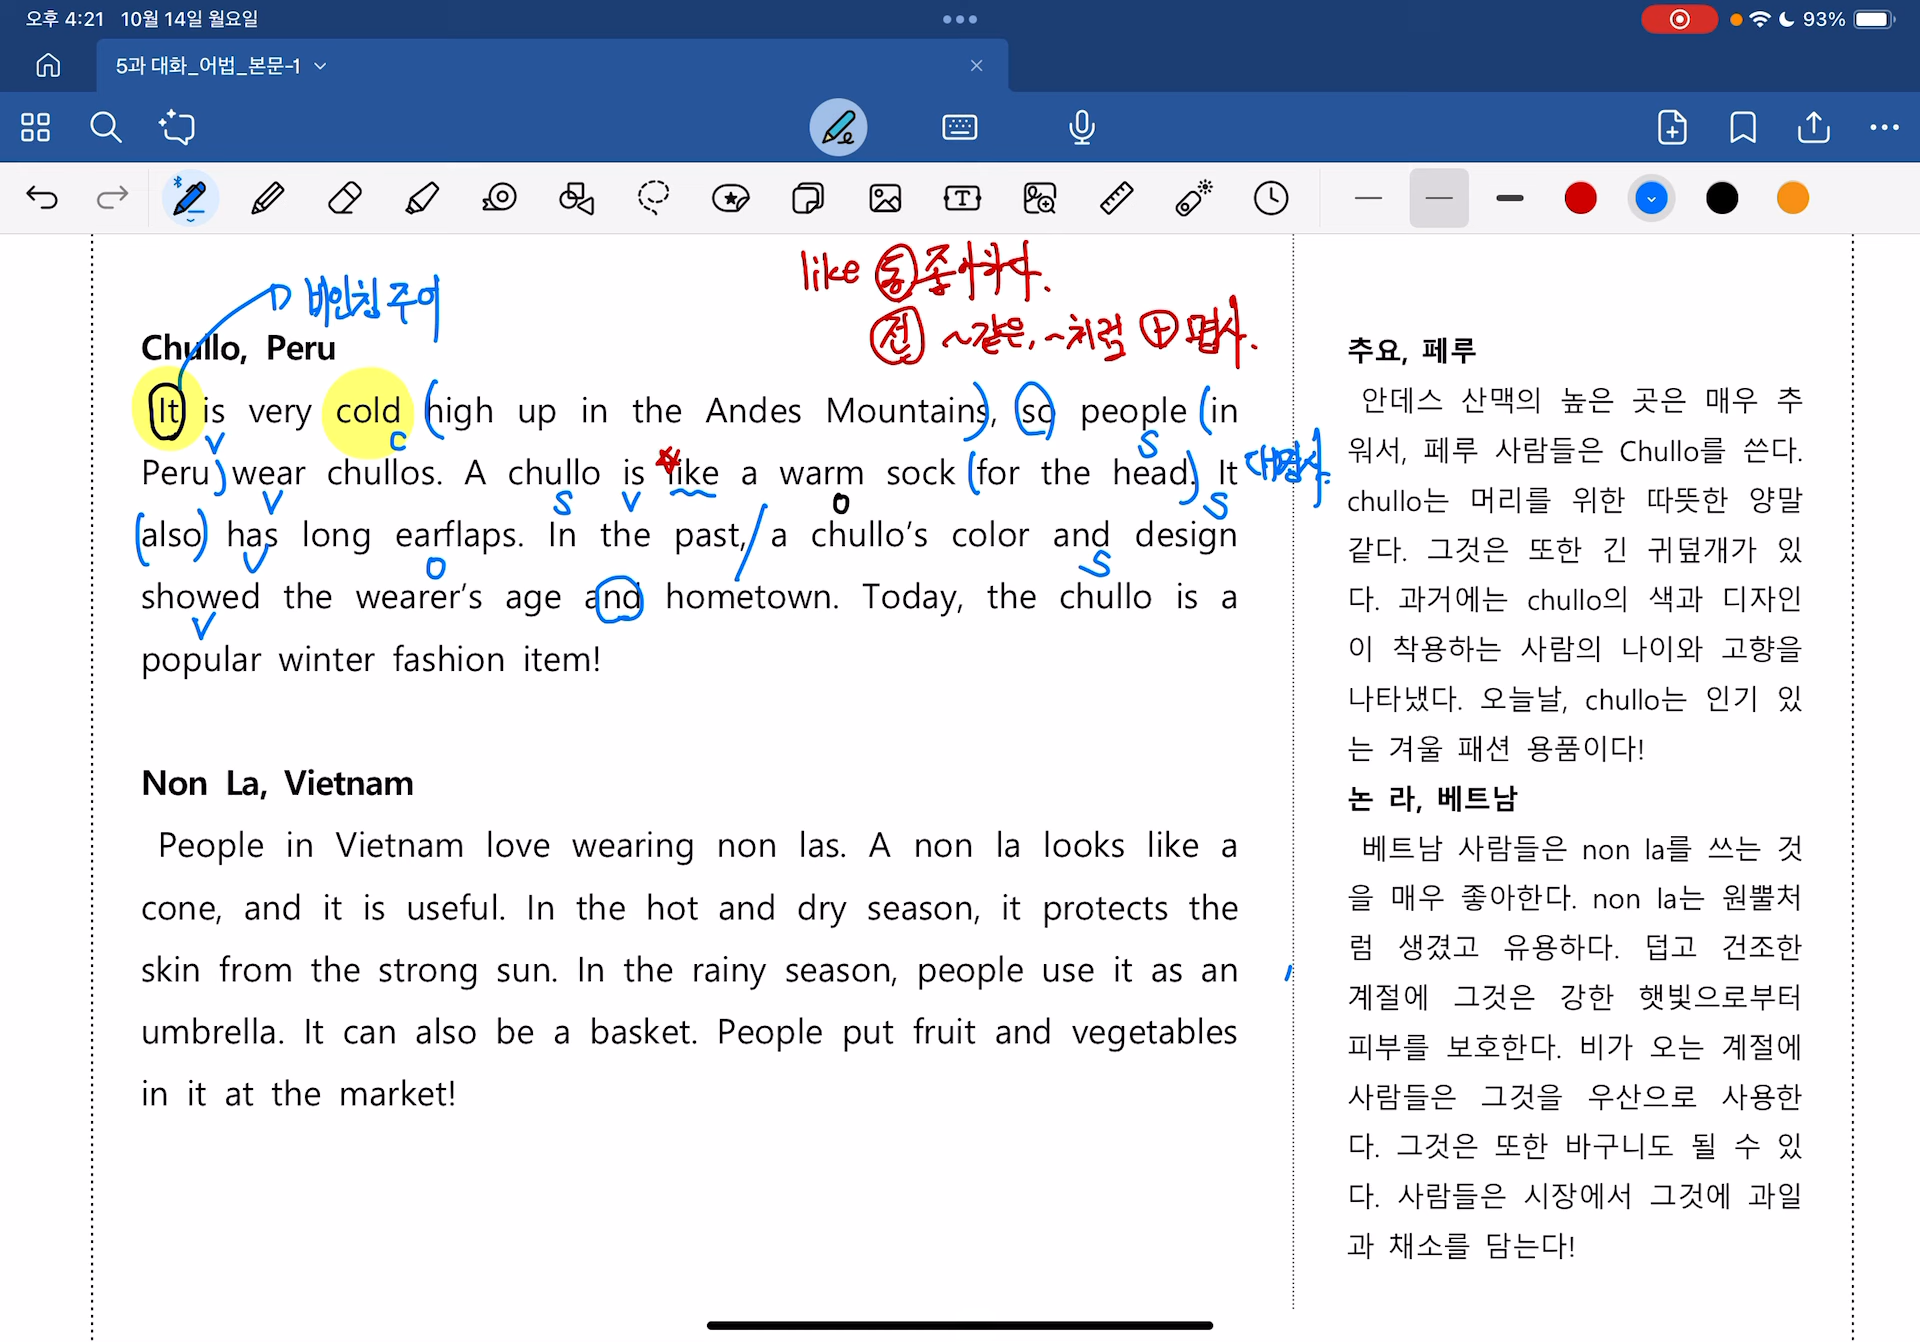 오후 4:21 10월 14일 월요일
93%
5과 대화_어법_본문-1
like 동 좋아하다.
전 ~같은, ~처럼 + 명사.
비인칭주어
Chullo, Peru
It is very cold high up in the Andes Mountains, so people (in
V C S
Peru) wear chullos. A chullo is like a warm sock (for the head). It 대명사
V S V O S
(also) has long earflaps. In the past, / a chullo's color and design
V O S
showed the wearer's age and hometown. Today, the chullo is a
V
popular winter fashion item!
Non La, Vietnam
People in Vietnam love wearing non las. A non la looks like a
cone, and it is useful. In the hot and dry season, it protects the
skin from the strong sun. In the rainy season, people use it as an
umbrella. It can also be a basket. People put fruit and vegetables
in it at the market!
추요, 페루
안데스 산맥의 높은 곳은 매우 추
워서, 페루 사람들은 Chullo를 쓴다.
chullo는 머리를 위한 따뜻한 양말
같다. 그것은 또한 긴 귀덮개가 있
다. 과거에는 chullo의 색과 디자인
이 착용하는 사람의 나이와 고향을
나타냈다. 오늘날, chullo는 인기 있
는 겨울 패션 용품이다!
논 라, 베트남
베트남 사람들은 non la를 쓰는 것
을 매우 좋아한다. non la는 원뿔처
럼 생겼고 유용하다. 덥고 건조한
계절에 그것은 강한 햇빛으로부터
피부를 보호한다. 비가 오는 계절에
사람들은 그것을 우산으로 사용한
다. 그것은 또한 바구니도 될 수 있
다. 사람들은 시장에서 그것에 과일
과 채소를 담는다!